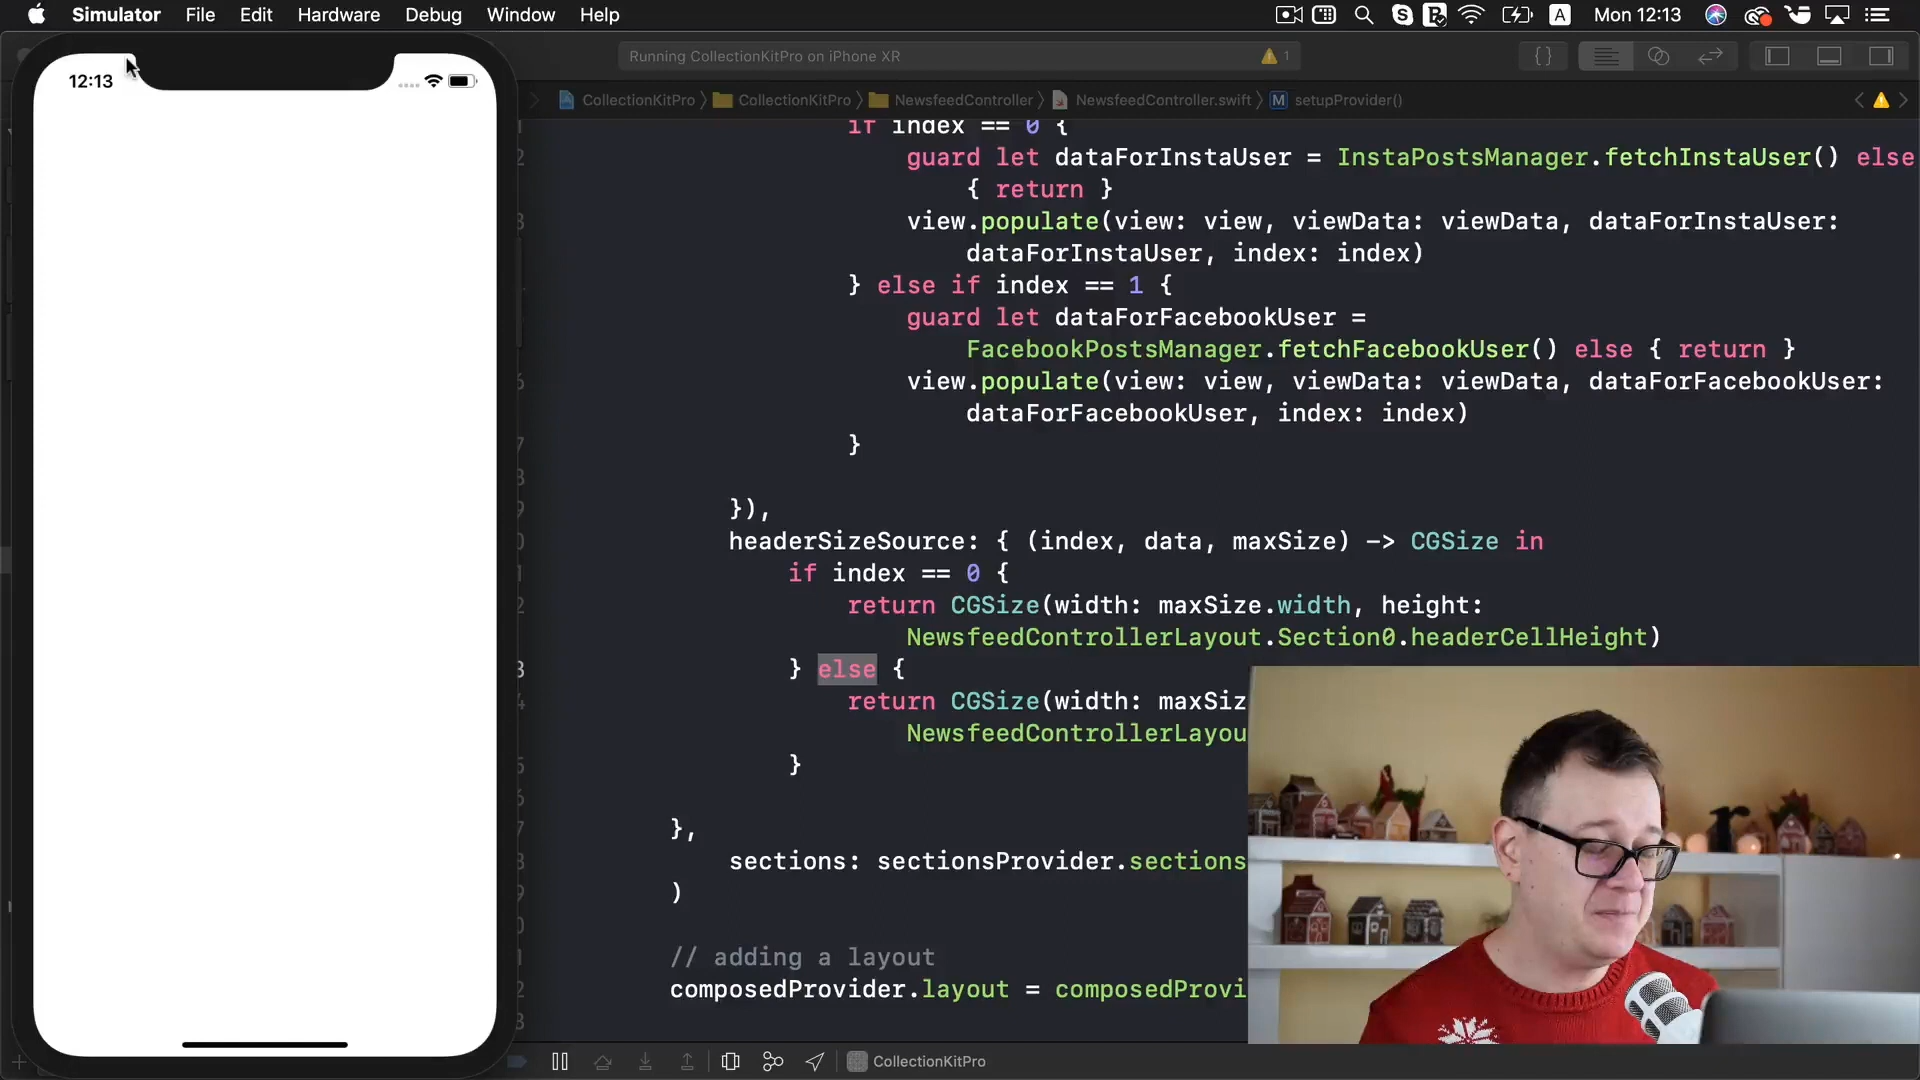 Simulator File Edit Hardware Debug Window Help
A Mon 12:13
12:13
Running CollectionKitPro on iPhone XR
1
CollectionKitPro CollectionKitPro NewsfeedController NewsfeedController.swift M setupProvider()
if index == 0 {
guard let dataForInstaUser = InstaPostsManager.fetchInstaUser() else
{ return }
view.populate(view: view, viewData: viewData, dataForInstaUser:
dataForInstaUser, index: index)
} else if index == 1 {
guard let dataForFacebookUser =
FacebookPostsManager.fetchFacebookUser() else { return }
view.populate(view: view, viewData: viewData, dataForFacebookUser:
dataForFacebookUser, index: index)
}
}),
headerSizeSource: { (index, data, maxSize) -> CGSize in
if index == 0 {
return CGSize(width: maxSize.width, height:
NewsfeedControllerLayout.Section0.headerCellHeight)
} else {
return CGSize(width: maxSiz
NewsfeedControllerLayou
}
},
sections: sectionsProvider.sections
)
// adding a layout
composedProvider.layout = composedProvi
CollectionKitPro